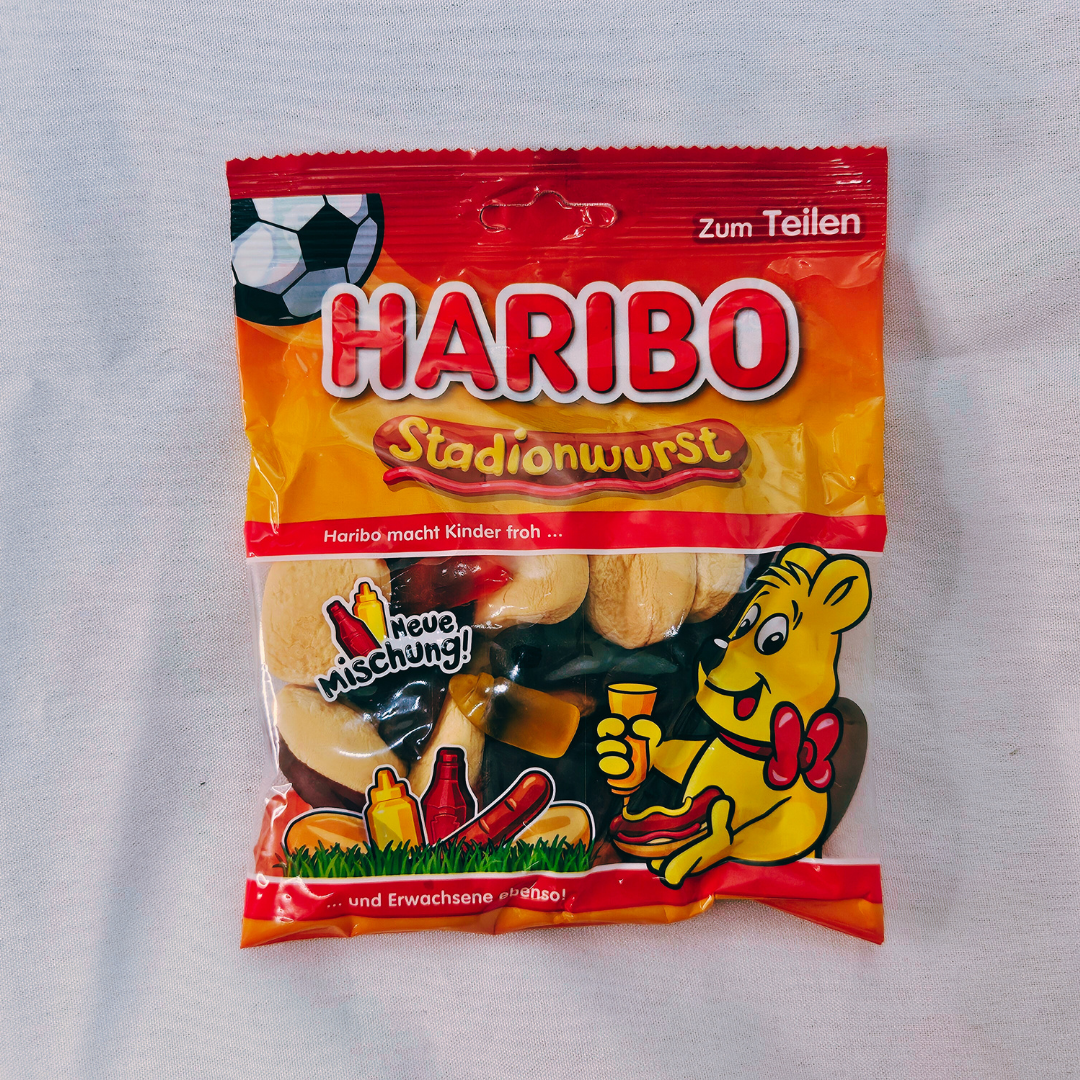 Zum Teilen
HARIBO
Stadionwurst
Haribo macht Kinder froh ...
Neue
Mischung!
... und Erwachsene ebenso!